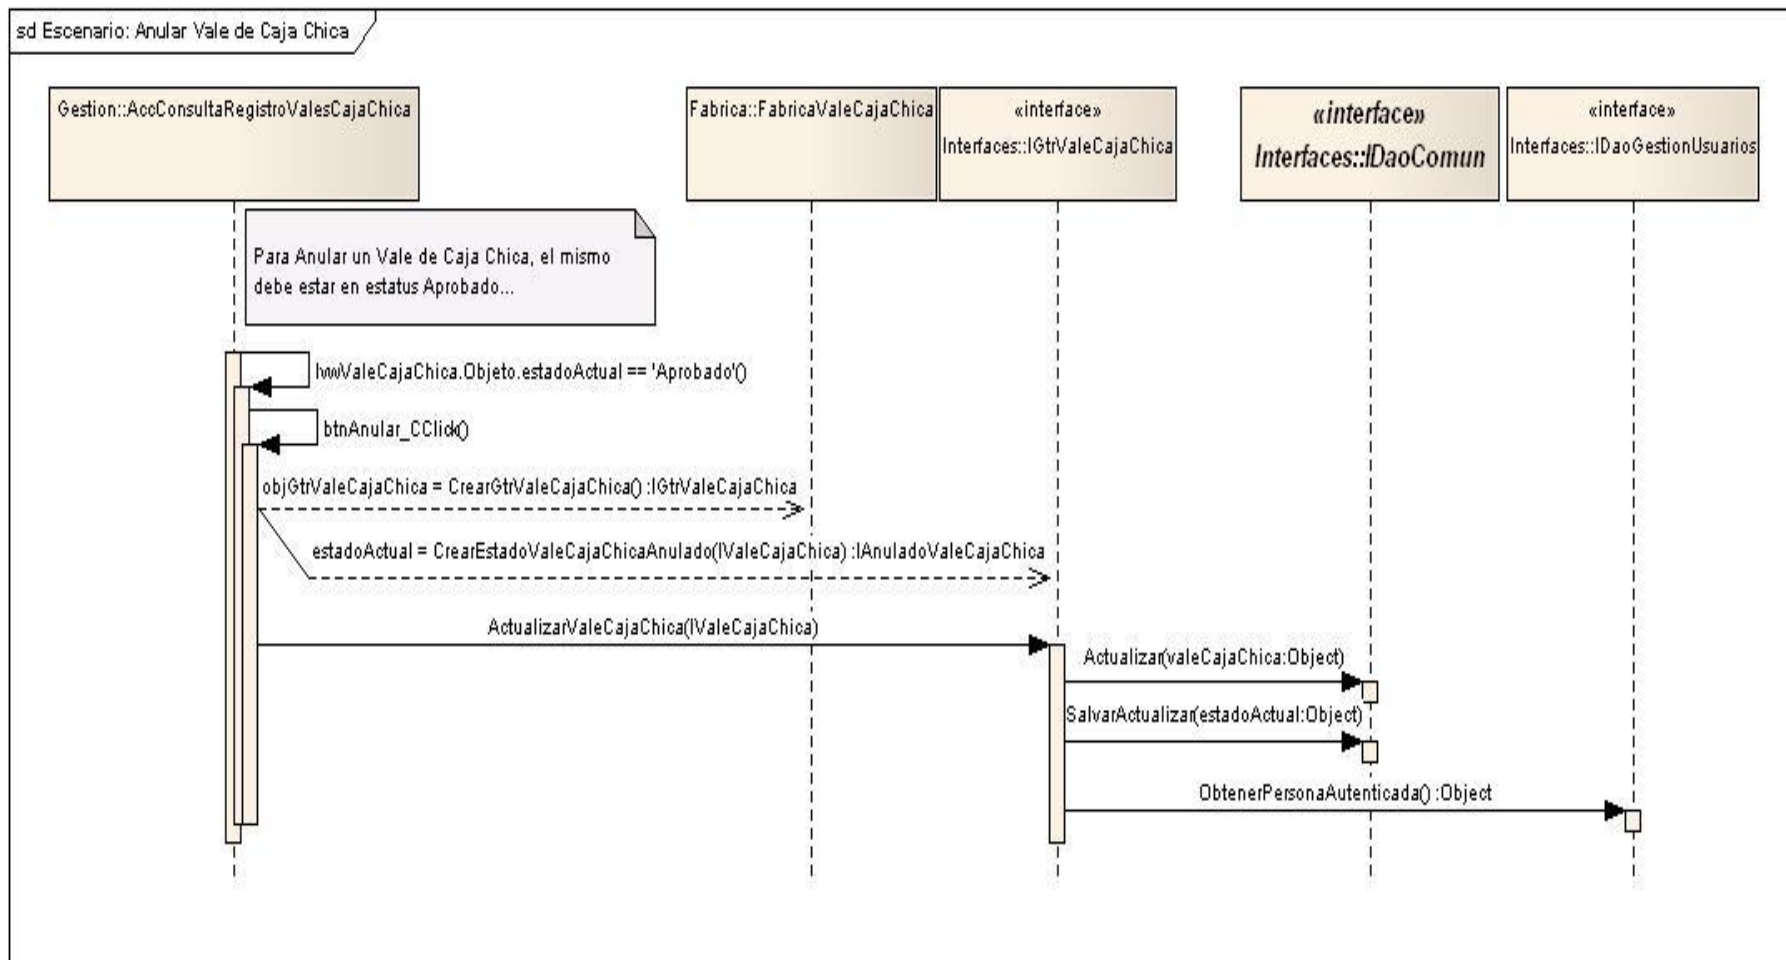 sd Escenario: Anular Vale de Caja Chica
Gestion::AccConsultaRegistroValesCajaChica
Fabrica::FabricaValeCajaChica
«interface»
Interfaces::IGtrValeCajaChica
«interface»
Interfaces::IDaoComun
«interface»
Interfaces::IDaoGestionUsuarios
Para Anular un Vale de Caja Chica, el mismo
debe estar en estatus Aprobado...
lvwValeCajaChica.Objeto.estadoActual == 'Aprobado'()
btnAnular_CClick()
objGtrValeCajaChica = CrearGtrValeCajaChica() :IGtrValeCajaChica
estadoActual = CrearEstadoValeCajaChicaAnulado(IValeCajaChica) :IAnuladoValeCajaChica
ActualizarValeCajaChica(IValeCajaChica)
Actualizar(valeCajaChica:Object)
SalvarActualizar(estadoActual:Object)
ObtenerPersonaAutenticada() :Object